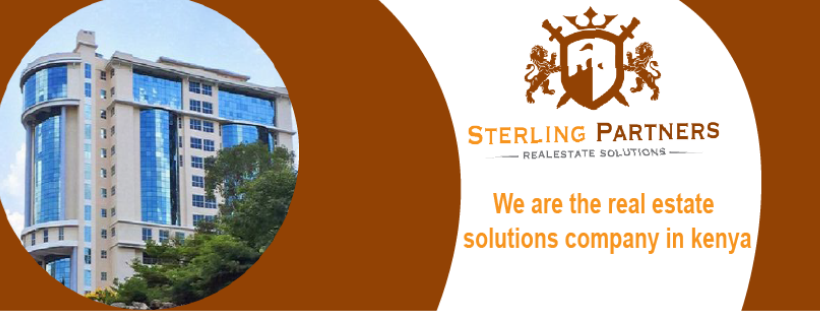 STERLING PARTNERS
REALESTATE SOLUTIONS
We are the real estate
solutions company in kenya